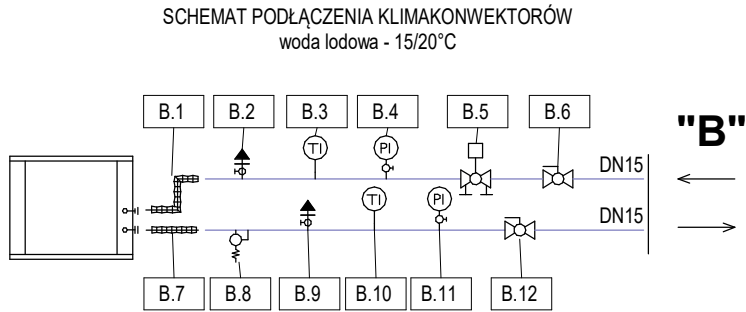 SCHEMAT PODŁĄCZENIA KLIMAKONWEKTORÓW
woda lodowa - 15/20°C
B.1 B.2 B.3 B.4 B.5 B.6 "B"
TI PI DN15
TI PI DN15
B.7 B.8 B.9 B.10 B.11 B.12